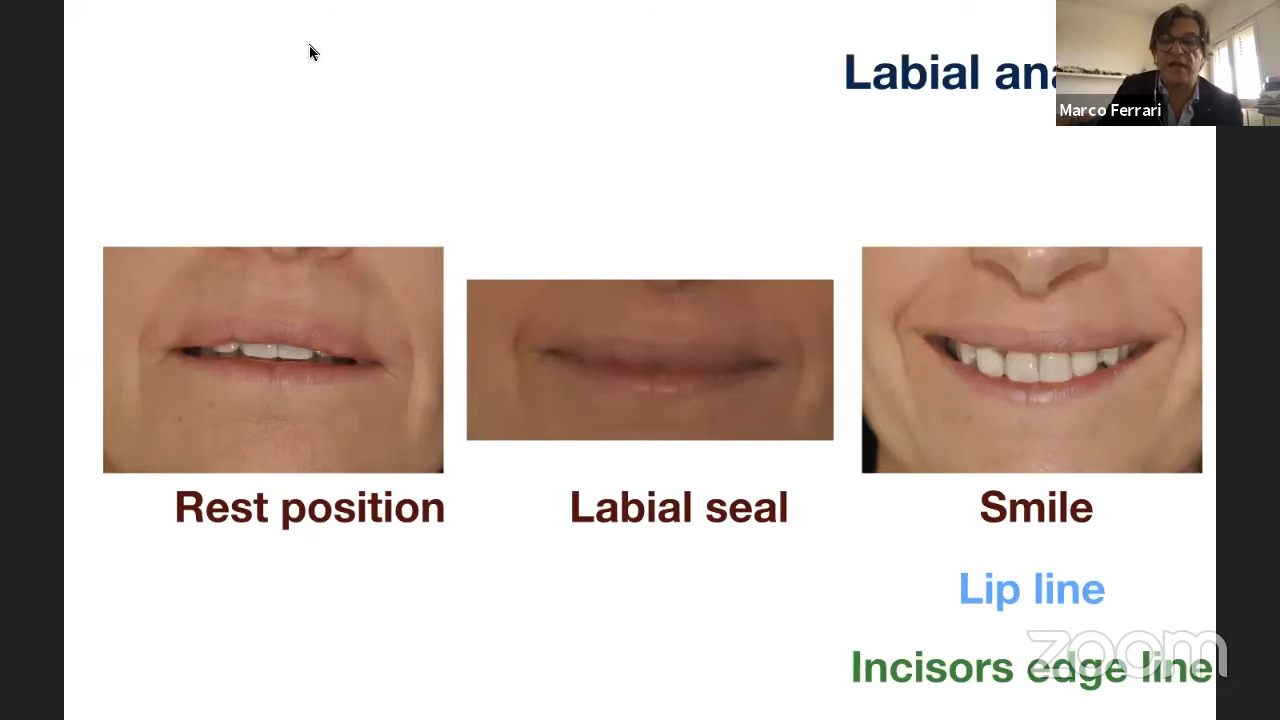 Labial ana
Marco Ferrari
Rest position
Labial seal
Smile
Lip line
zoom
Incisors edge line